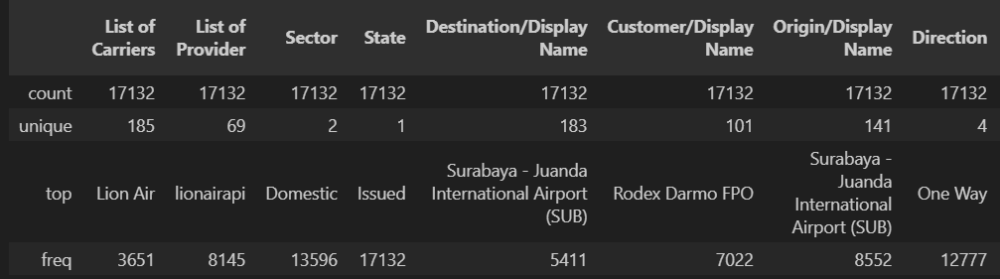 List of Carriers List of Provider Sector State Destination/Display Name Customer/Display Name Origin/Display Name Direction
count 17132 17132 17132 17132 17132 17132 17132 17132
unique 185 69 2 1 183 101 141 4
top Lion Air lionairapi Domestic Issued Surabaya - Juanda International Airport (SUB) Rodex Darmo FPO Surabaya - Juanda International Airport (SUB) One Way
freq 3651 8145 13596 17132 5411 7022 8552 12777